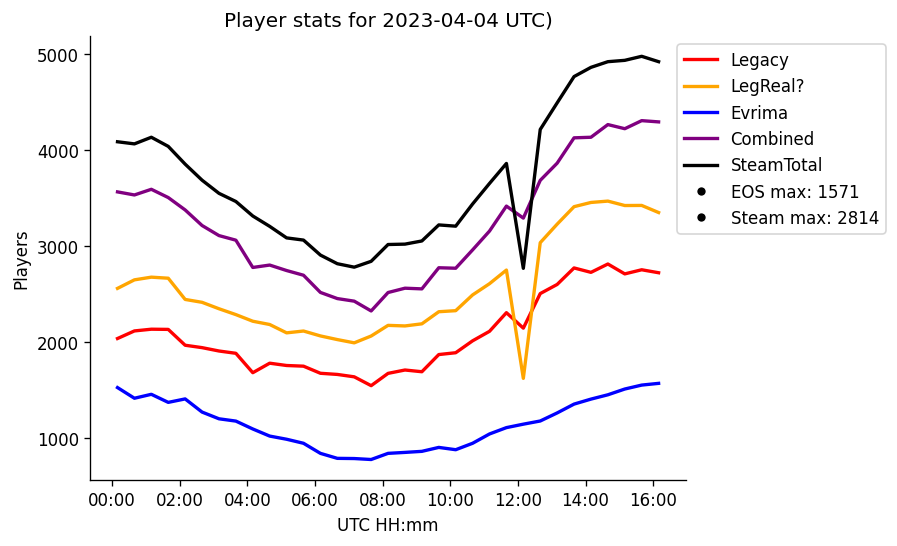 Player stats for 2023-04-04 UTC)
5000
4000
3000
2000
1000
Players
00:00 02:00 04:00 06:00 08:00 10:00 12:00 14:00 16:00
UTC HH:mm
Legacy
LegReal?
Evrima
Combined
SteamTotal
EOS max: 1571
Steam max: 2814